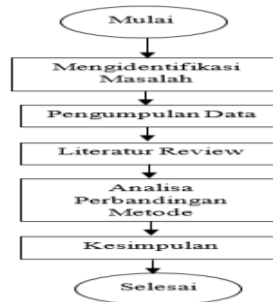 Mulai
Mengidentifikasi
Masalah
Pengumpulan Data
Literatur Review
Analisa
Perbandingan
Metode
Kesimpulan
Selesai